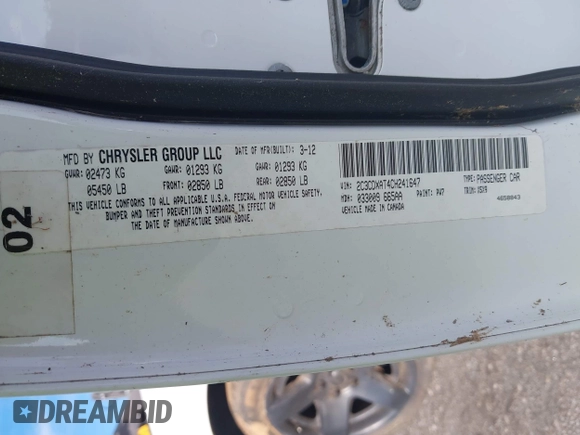 MFD BY CHRYSLER GROUP LLC DATE OF MFR(BUILT): 3-12
GVWR: 02473 KG GAWR: 01293 KG GAWR: 01293 KG
05450 LB FRONT: 02850 LB REAR: 02850 LB
THIS VEHICLE CONFORMS TO ALL APPLICABLE U.S.A. FEDERAL MOTOR VEHICLE SAFETY,
BUMPER AND THEFT PREVENTION STANDARDS IN EFFECT ON
THE DATE OF MANUFACTURE SHOWN ABOVE.
VIN: 2C3CDXAT4CH241647 TYPE: PASSENGER CAR
MDH: 033009 665AA PAINT: PW7 TRIM: X5X9
VEHICLE MADE IN CANADA 4658043
02
DREAMBID